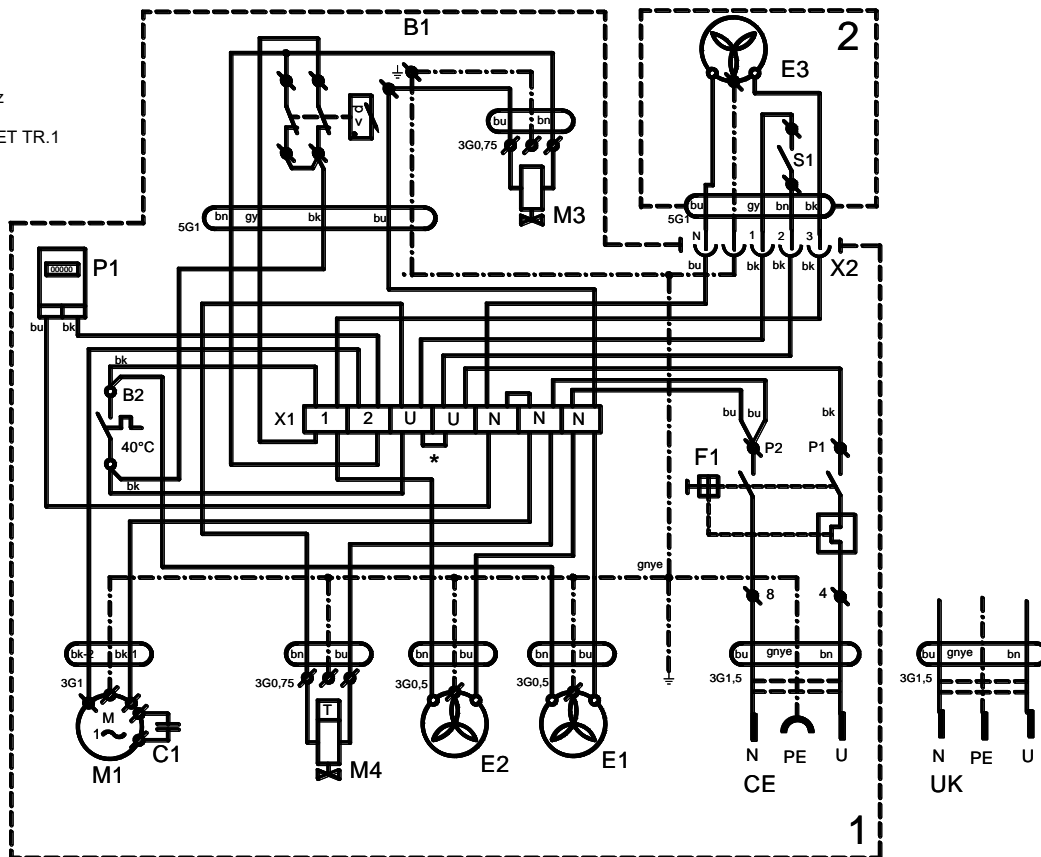 B1
2
E3
z
ET TR.1
p >
bu
bn
3G0,75
S1
M3
bn
gy
bk
bu
5G1
bu
gy
bn
bk
5G1
N
1
2
3
X2
bu
bk
bk
bk
00000
P1
bu
bk
bk
B2
40°C
bk
X1
1
2
U
U
N
N
N
*
bu
bu
bk
P2
P1
F1
gnye
8
4
bk-2
bk-1
3G1
bn
bu
3G0,75
bn
bu
3G0,5
bn
bu
3G0,5
bu
gnye
bn
3G1,5
bu
gnye
bn
3G1,5
M
1
M1
C1
T
M4
E2
E1
N
PE
U
CE
N
PE
U
UK
1